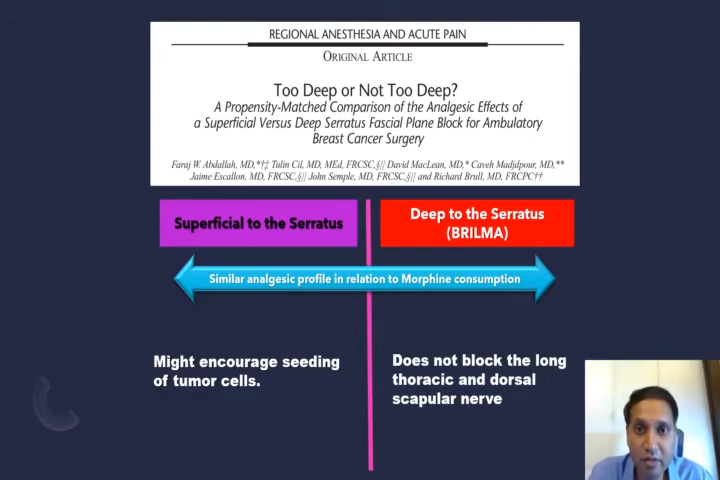 REGIONAL ANESTHESIA AND ACUTE PAIN
ORIGINAL ARTICLE
Too Deep or Not Too Deep?
A Propensity-Matched Comparison of the Analgesic Effects of
a Superficial Versus Deep Serratus Fascial Plane Block for Ambulatory
Breast Cancer Surgery
Faraj W. Abdallah, MD,*†‡ Tulin Cil, MD, MEd, FRCSC,§|| David MacLean, MD,* Caveh Madjdpour, MD,**
Jaime Escallon, MD, FRCSC,§|| John Semple, MD, FRCSC,§|| and Richard Brull, MD, FRCPC††
Superficial to the Serratus
Deep to the Serratus
(BRILMA)
Similar analgesic profile in relation to Morphine consumption
Might encourage seeding
of tumor cells.
Does not block the long
thoracic and dorsal
scapular nerve